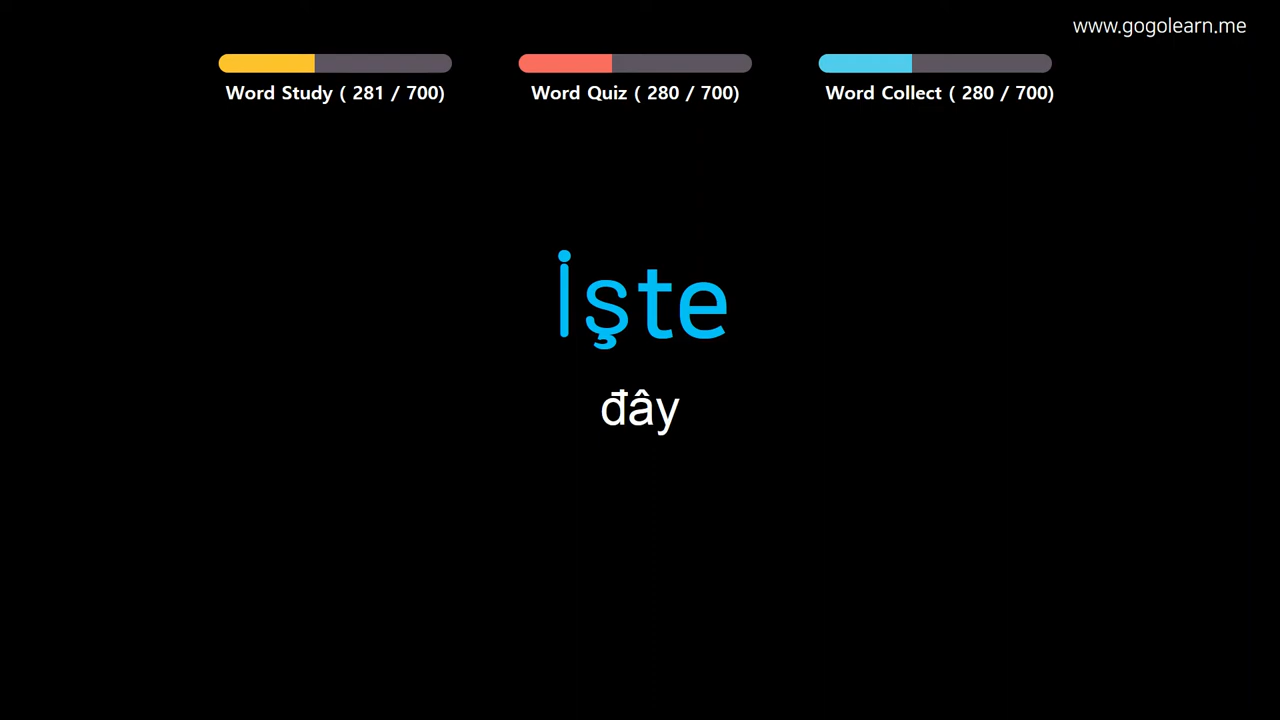 www.gogolearn.me
Word Study ( 281 / 700)
Word Quiz ( 280 / 700)
Word Collect ( 280 / 700)
İşte
đây